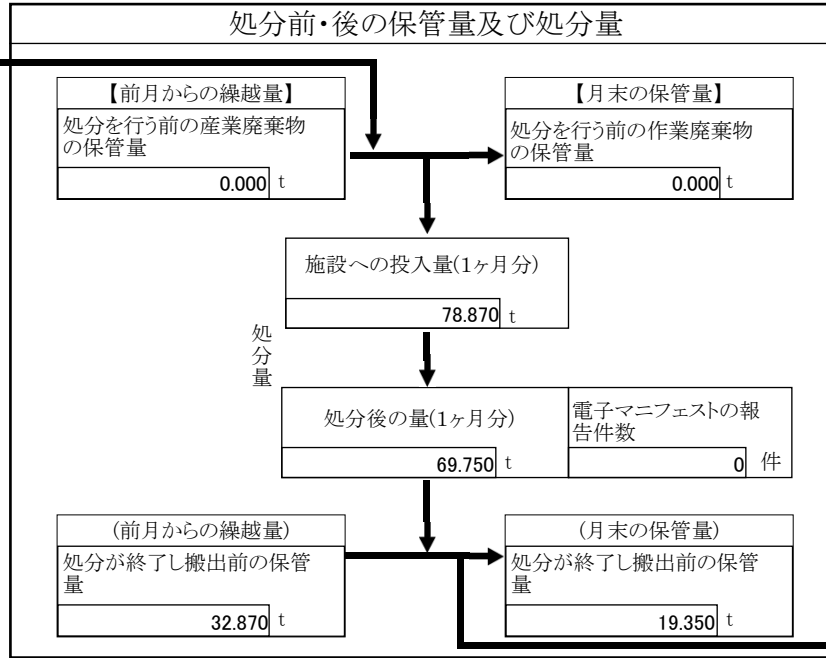 処分前・後の保管量及び処分量
【前月からの繰越量】
処分を行う前の産業廃棄物
の保管量
0.000 t
【月末の保管量】
処分を行う前の作業廃棄物
の保管量
0.000 t
施設への投入量(1ヶ月分)
78.870 t
処分量
処分後の量(1ヶ月分)
69.750 t
電子マニフェストの報
告件数
0 件
(前月からの繰越量)
処分が終了し搬出前の保管
量
32.870 t
(月末の保管量)
処分が終了し搬出前の保管
量
19.350 t